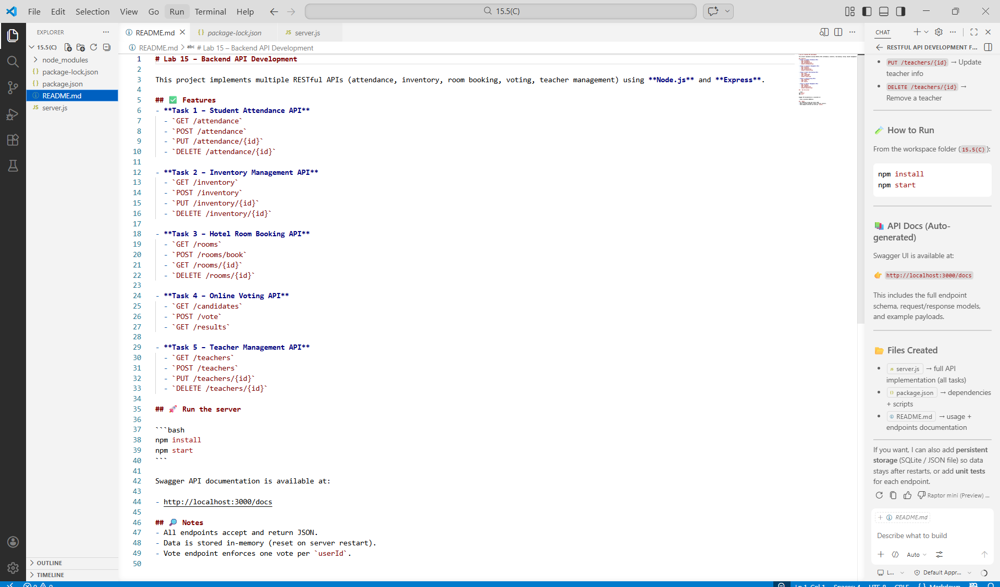 File Edit Selection View Go Run Terminal Help
15.5(C)
EXPLORER
15.5(C)
node_modules
package-lock.json
package.json
README.md
server.js
OUTLINE
TIMELINE
README.md
package-lock.json
server.js
README.md > # Lab 15 – Backend API Development
1 # Lab 15 – Backend API Development
2
3 This project implements multiple RESTful APIs (attendance, inventory, room booking, voting, teacher management) using **Node.js** and **Express**.
4
5 ## ✅ Features
6 - **Task 1 – Student Attendance API**
7 - `GET /attendance`
8 - `POST /attendance`
9 - `PUT /attendance/{id}`
10 - `DELETE /attendance/{id}`
11
12 - **Task 2 – Inventory Management API**
13 - `GET /inventory`
14 - `POST /inventory`
15 - `PUT /inventory/{id}`
16 - `DELETE /inventory/{id}`
17
18 - **Task 3 – Hotel Room Booking API**
19 - `GET /rooms`
20 - `POST /rooms/book`
21 - `GET /rooms/{id}`
22 - `DELETE /rooms/{id}`
23
24 - **Task 4 – Online Voting API**
25 - `GET /candidates`
26 - `POST /vote`
27 - `GET /results`
28
29 - **Task 5 – Teacher Management API**
30 - `GET /teachers`
31 - `POST /teachers`
32 - `PUT /teachers/{id}`
33 - `DELETE /teachers/{id}`
34
35 ## 🚀 Run the server
36
37 ```bash
38 npm install
39 npm start
40 ```
41
42 Swagger API documentation is available at:
43
44 - http://localhost:3000/docs
45
46 ## 🔎 Notes
47 - All endpoints accept and return JSON.
48 - Data is stored in-memory (reset on server restart).
49 - Vote endpoint enforces one vote per `userId`.
50
CHAT
RESTFUL API DEVELOPMENT F...
PUT /teachers/{id} → Update
teacher info
DELETE /teachers/{id} →
Remove a teacher
🧪 How to Run
From the workspace folder (15.5(C)):
npm install
npm start
📚 API Docs (Auto-
generated)
Swagger UI is available at:
👉 http://localhost:3000/docs
This includes the full endpoint
schema, request/response models,
and example payloads.
📂 Files Created
server.js → full API
implementation (all tasks)
package.json → dependencies
+ scripts
README.md → usage +
endpoints documentation
If you want, I can also add persistent
storage (SQLite / JSON file) so data
stays after restarts, or add unit tests
for each endpoint.
Raptor mini (Preview) ...
README.md
Describe what to build
Auto
L...
Default Appr...
0 0
Ln 1, Col 1 Spaces: 4 UTF-8 CRLF {} Markdown